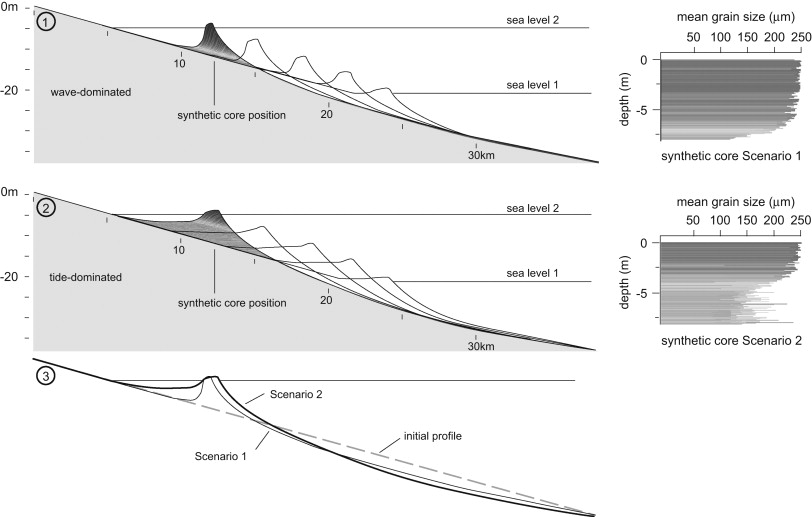 0m
1
sea level 2
10
wave-dominated
-20
sea level 1
synthetic core position
20
30km
mean grain size (μm)
50 100 150 200 250
0
-5
depth (m)
synthetic core Scenario 1
0m
2
sea level 2
10
tide-dominated
-20
sea level 1
synthetic core position
20
30km
mean grain size (μm)
50 100 150 200 250
0
-5
depth (m)
synthetic core Scenario 2
3
Scenario 2
initial profile
Scenario 1